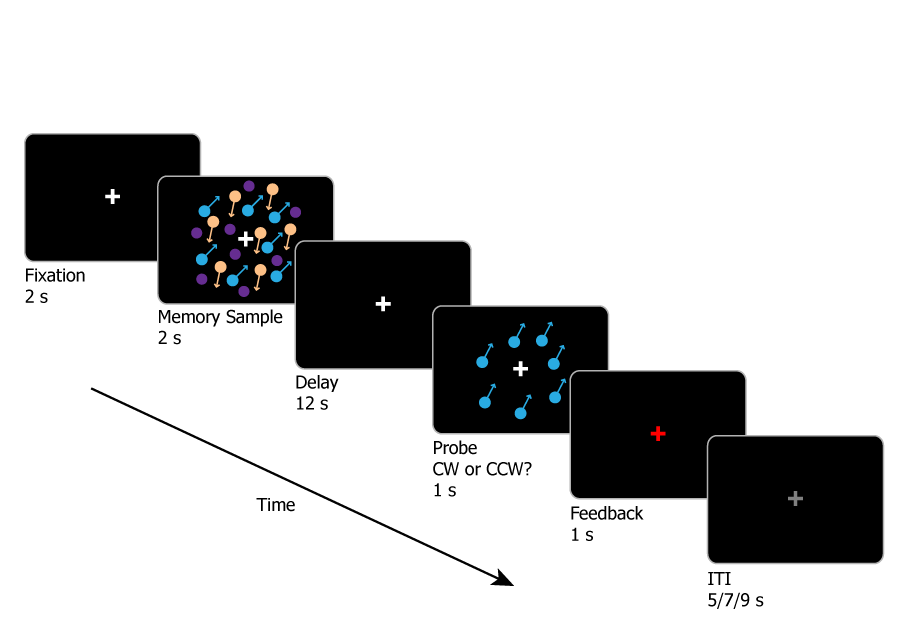 Fixation
2 s
Memory Sample
2 s
Delay
12 s
Probe
CW or CCW?
1 s
Feedback
1 s
ITI
5/7/9 s
Time